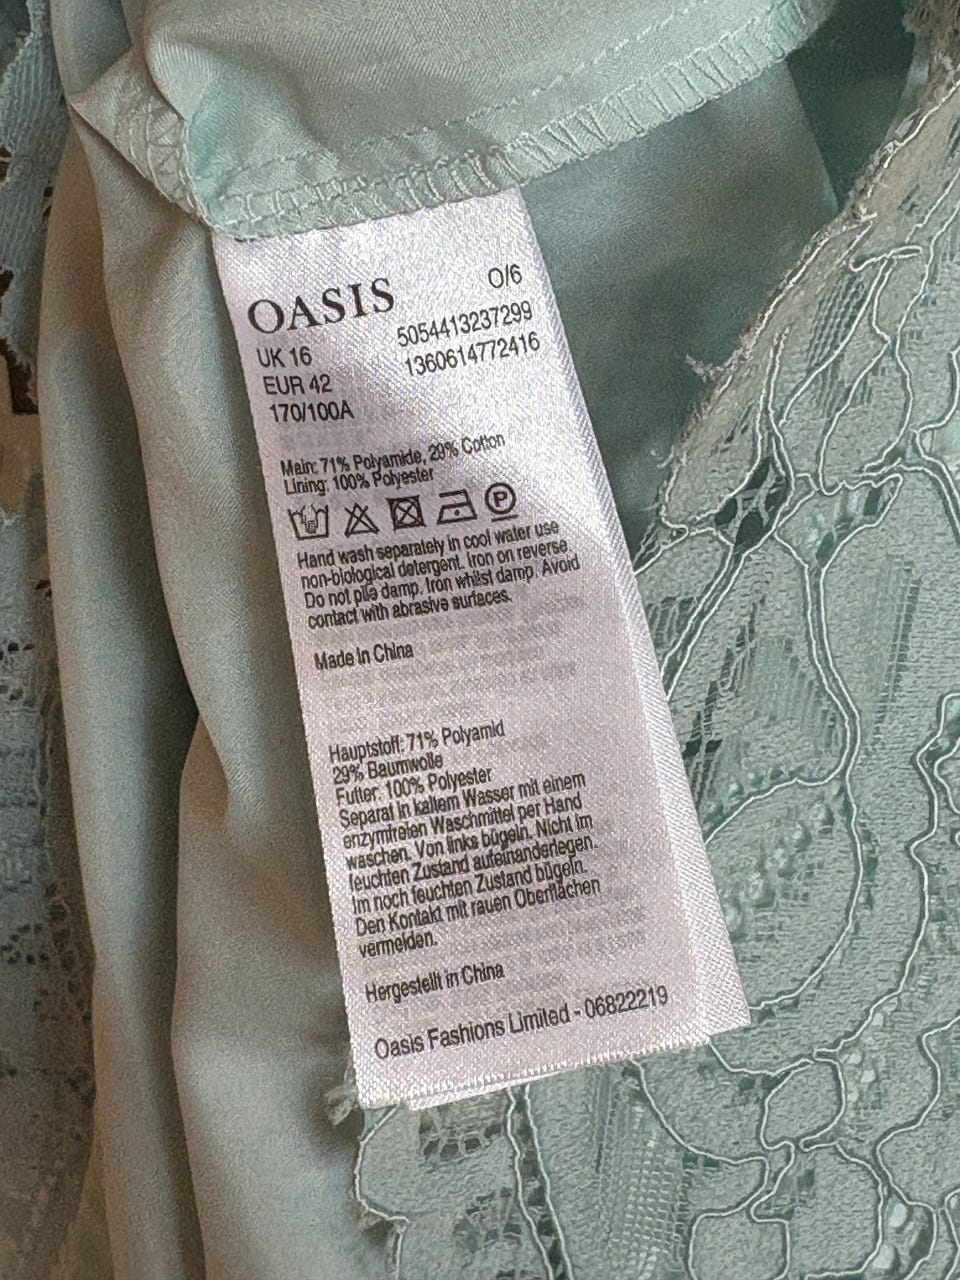 OASIS
O/6
UK 16
5054413237299
EUR 42
1360614772416
170/100A
Main: 71% Polyamide, 29% Cotton
Lining: 100% Polyester
P
Hand wash separately in cool water use
non-biological detergent. Iron on reverse.
Do not pile damp. Iron whilst damp. Avoid
contact with abrasive surfaces.
Made in China
Hauptstoff: 71% Polyamid
29% Baumwolle
Futter: 100% Polyester
Separat in kaltem Wasser mit einem
enzymfreien Waschmittel per Hand
waschen. Von links bügeln. Nicht im
feuchten Zustand aufeinanderlegen.
Im noch feuchten Zustand bügeln.
Den Kontakt mit rauen Oberflächen
vermeiden.
Hergestellt in China
Oasis Fashions Limited - 06822219